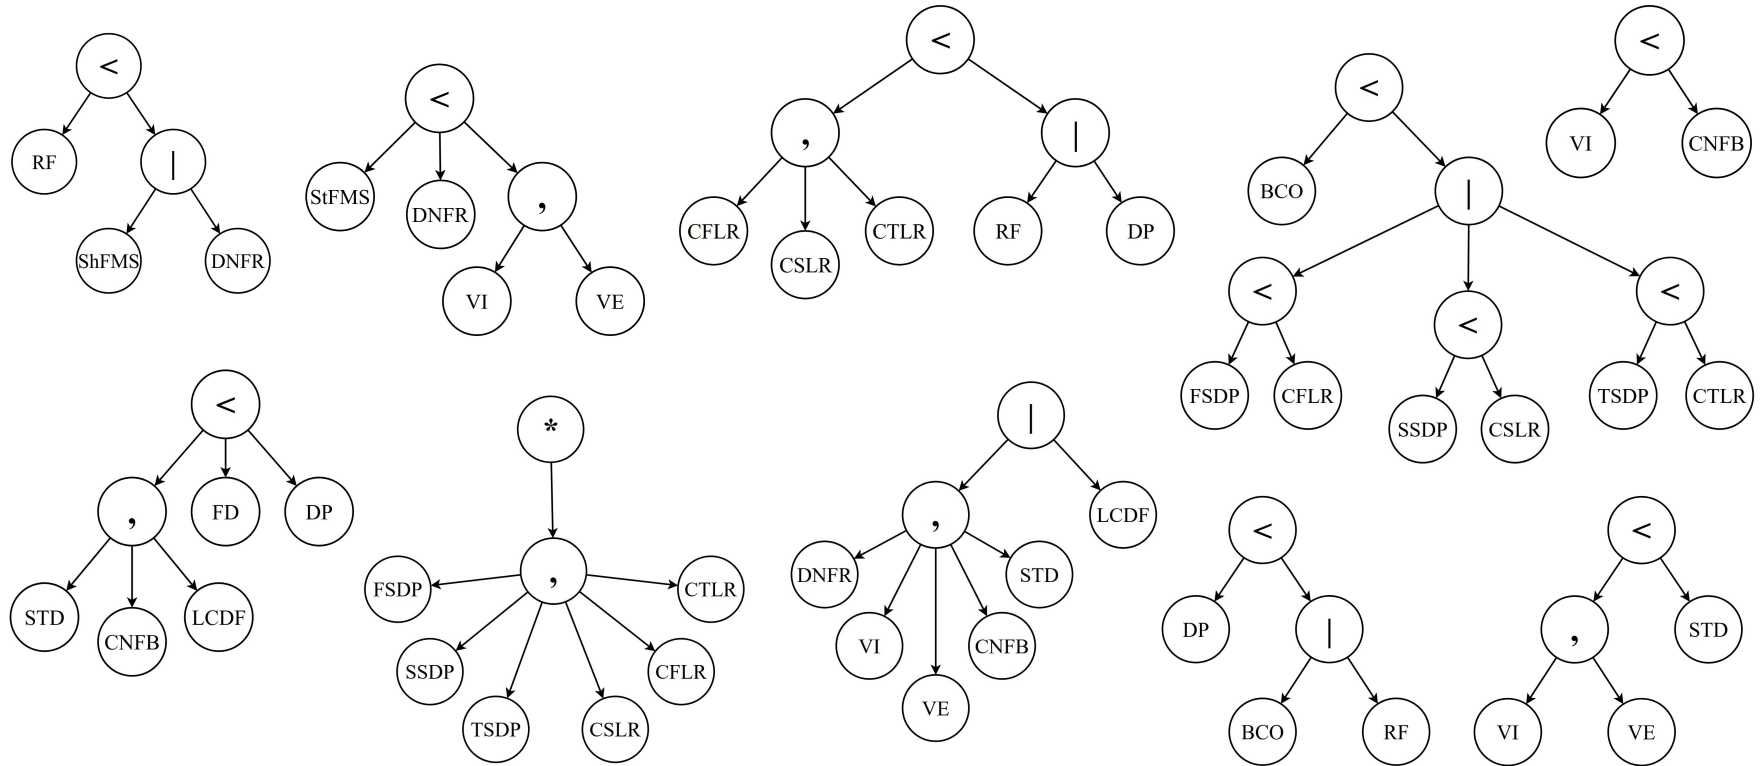 <
RF
|
ShFMS
DNFR
<
StFMS
DNFR
,
VI
VE
<
,
|
CFLR
CSLR
CTLR
RF
DP
<
BCO
|
<
<
<
FSDP
CFLR
SSDP
CSLR
TSDP
CTLR
<
VI
CNFB
<
,
FD
DP
STD
CNFB
LCDF
*
,
FSDP
SSDP
TSDP
CSLR
CFLR
CTLR
|
,
LCDF
DNFR
VI
VE
CNFB
STD
<
DP
|
BCO
RF
<
,
STD
VI
VE